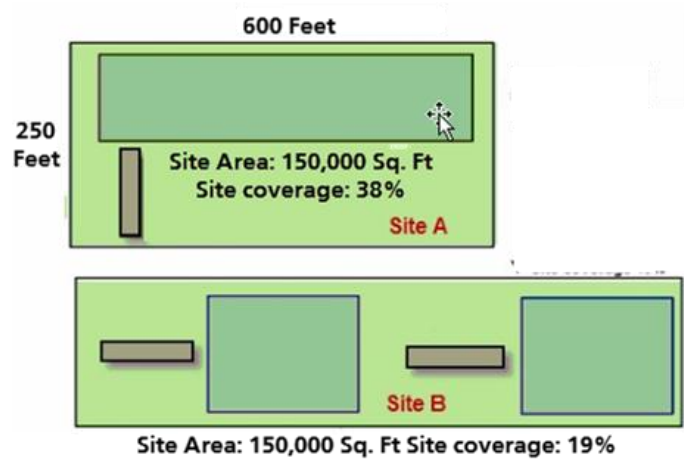 600 Feet
250
Feet
Site Area: 150,000 Sq. Ft
Site coverage: 38%
Site A
Site B
Site Area: 150,000 Sq. Ft Site coverage: 19%